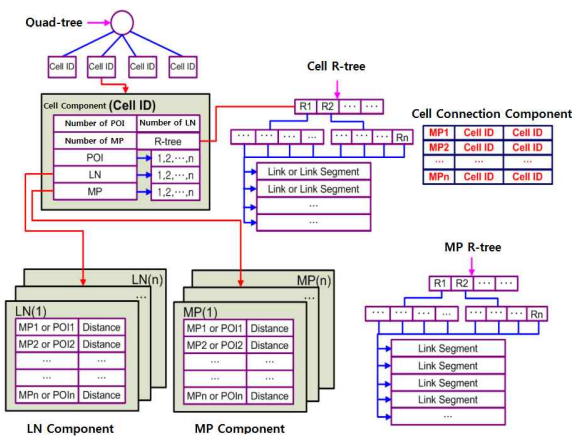 Quad-tree
Cell ID Cell ID Cell ID Cell ID
Cell Component (Cell ID)
Number of POI Number of LN
Number of MP R-tree
POI 1,2,···,n
LN 1,2,···,n
MP 1,2,···,n
Cell R-tree
R1 R2 ··· ···
··· ··· ··· ... ··· ··· ··· Rn
Link or Link Segment
Link or Link Segment
...
...
Cell Connection Component
MP1 Cell ID Cell ID
MP2 Cell ID Cell ID
... ... ...
MPn Cell ID Cell ID
LN(n)
...
LN(1)
MP1 or POI1 Distance
MP2 or POI2 Distance
... ...
... ...
MPn or POIn Distance
LN Component
MP(n)
...
MP(1)
MP1 or POI1 Distance
MP2 or POI2 Distance
... ...
... ...
MPn or POIn Distance
MP Component
MP R-tree
R1 R2 ··· ···
··· ··· ··· ... ··· ··· ··· Rn
Link Segment
Link Segment
Link Segment
Link Segment
...